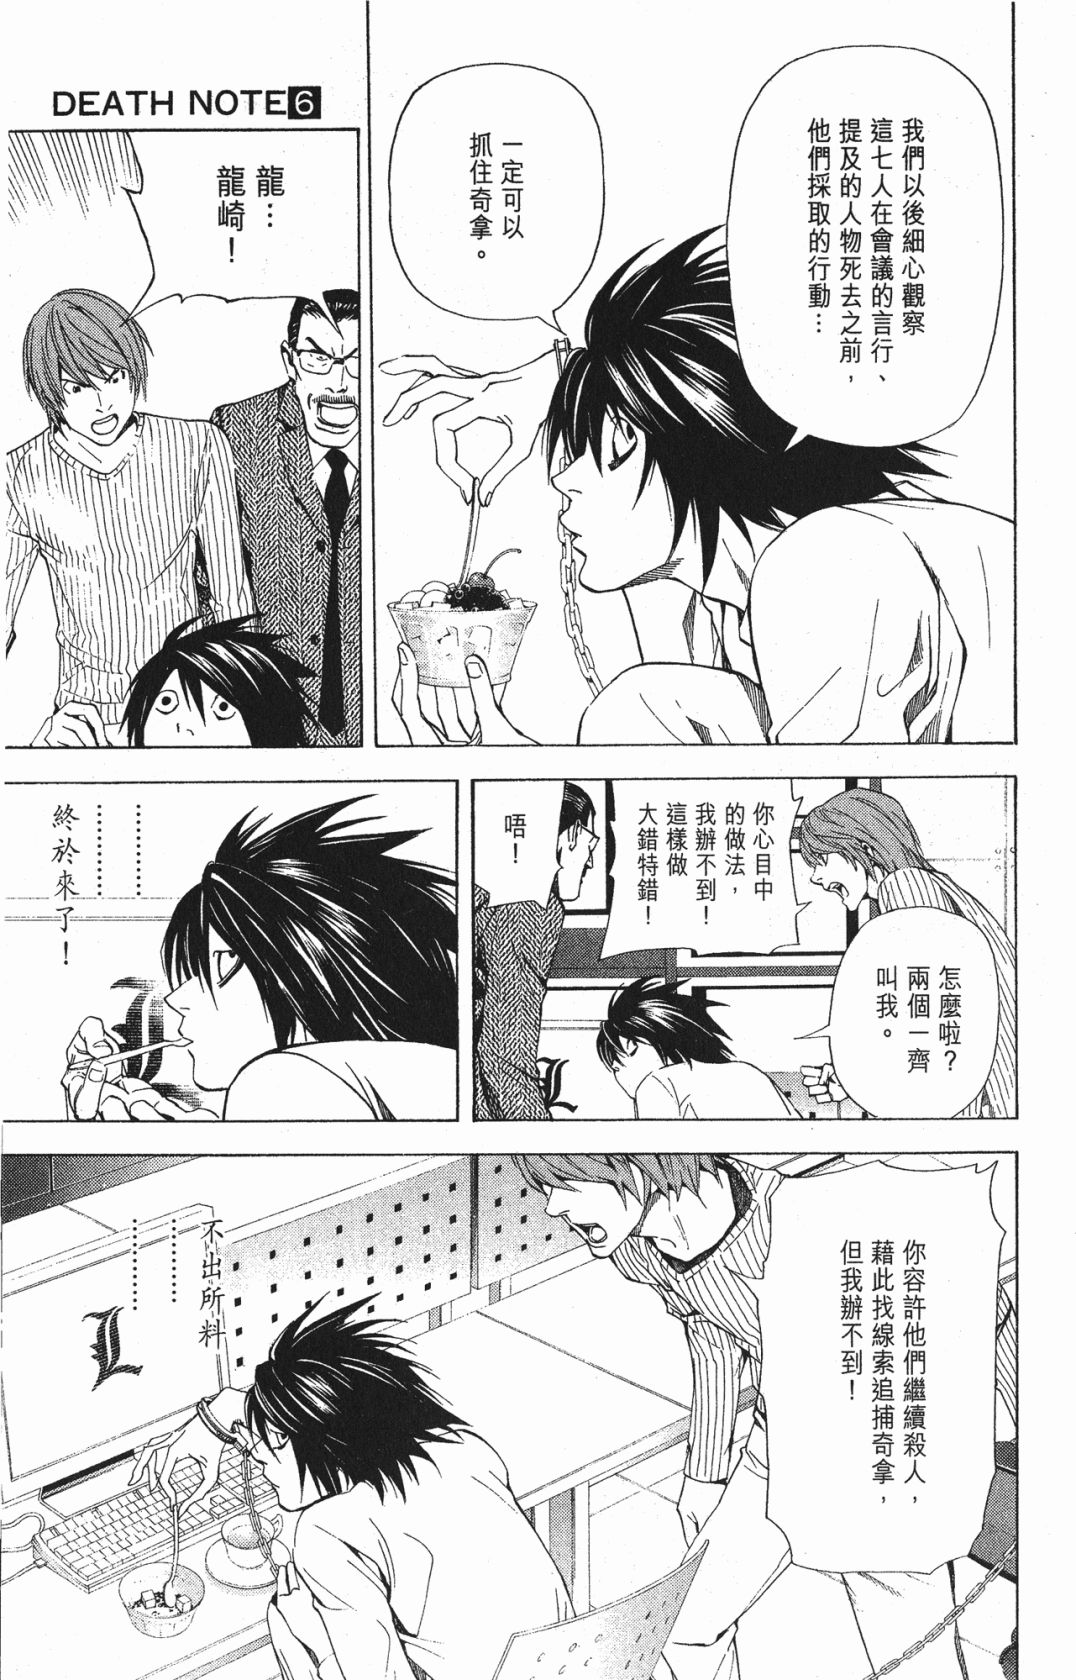 DEATH NOTE 6
我們以後細心觀察
這七人在會議的言行、
提及的人物死去之前，
他們採取的行動…
一定可以
抓住奇拿。
龍…
龍崎！
怎麼啦？
兩個一齊
叫我。
你心目中
的做法，
我辦不到！
這樣做
大錯特錯！
唔！
………
………
終於來了！
L
L
你容許他們繼續殺人，
藉此找線索追捕奇拿，
但我辦不到！
不出所料
………
………
L